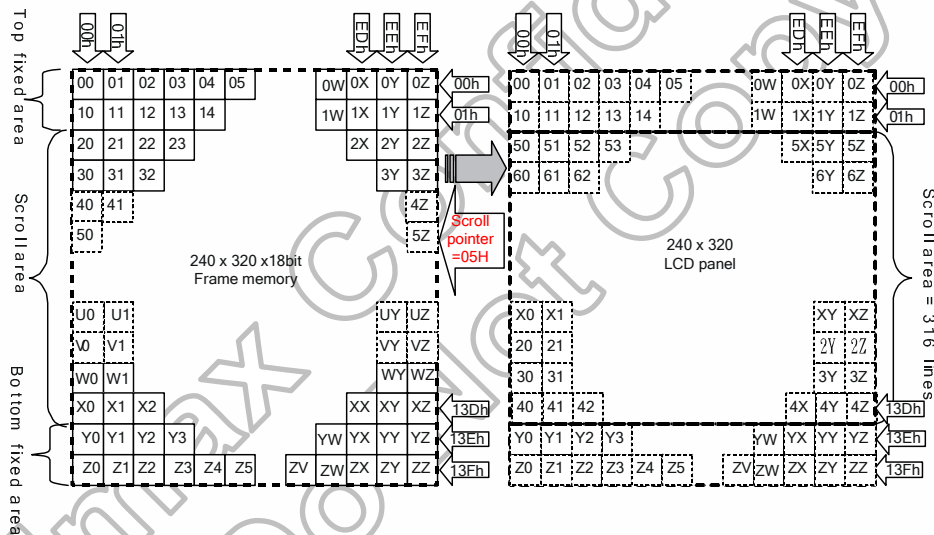 00h 01h EDh EEh EFh 00h 01h EDh EEh EFh
Top fixed area
00 01 02 03 04 05 0W 0X 0Y 0Z 00h 00 01 02 03 04 05 0W 0X 0Y 0Z 00h
10 11 12 13 14 1W 1X 1Y 1Z 01h 10 11 12 13 14 1W 1X 1Y 1Z 01h
20 21 22 23 2X 2Y 2Z 50 51 52 53 5X 5Y 5Z
30 31 32 3Y 3Z 60 61 62 6Y 6Z
Scroll area
40 41 4Z
50 5Z
Scroll
pointer
=05H
240 x 320 x18bit
Frame memory
240 x 320
LCD panel
Scroll area = 316 lines
U0 U1 UY UZ X0 X1 XY XZ
V0 V1 VY VZ 20 21 2Y 2Z
W0 W1 WY WZ 30 31 3Y 3Z
X0 X1 X2 XX XY XZ 13Dh 40 41 42 4X 4Y 4Z 13Dh
Bottom fixed area
Y0 Y1 Y2 Y3 YW YX YY YZ 13Eh Y0 Y1 Y2 Y3 YW YX YY YZ 13Eh
Z0 Z1 Z2 Z3 Z4 Z5 ZV ZW ZX ZY ZZ 13Fh Z0 Z1 Z2 Z3 Z4 Z5 ZV ZW ZX ZY ZZ 13Fh